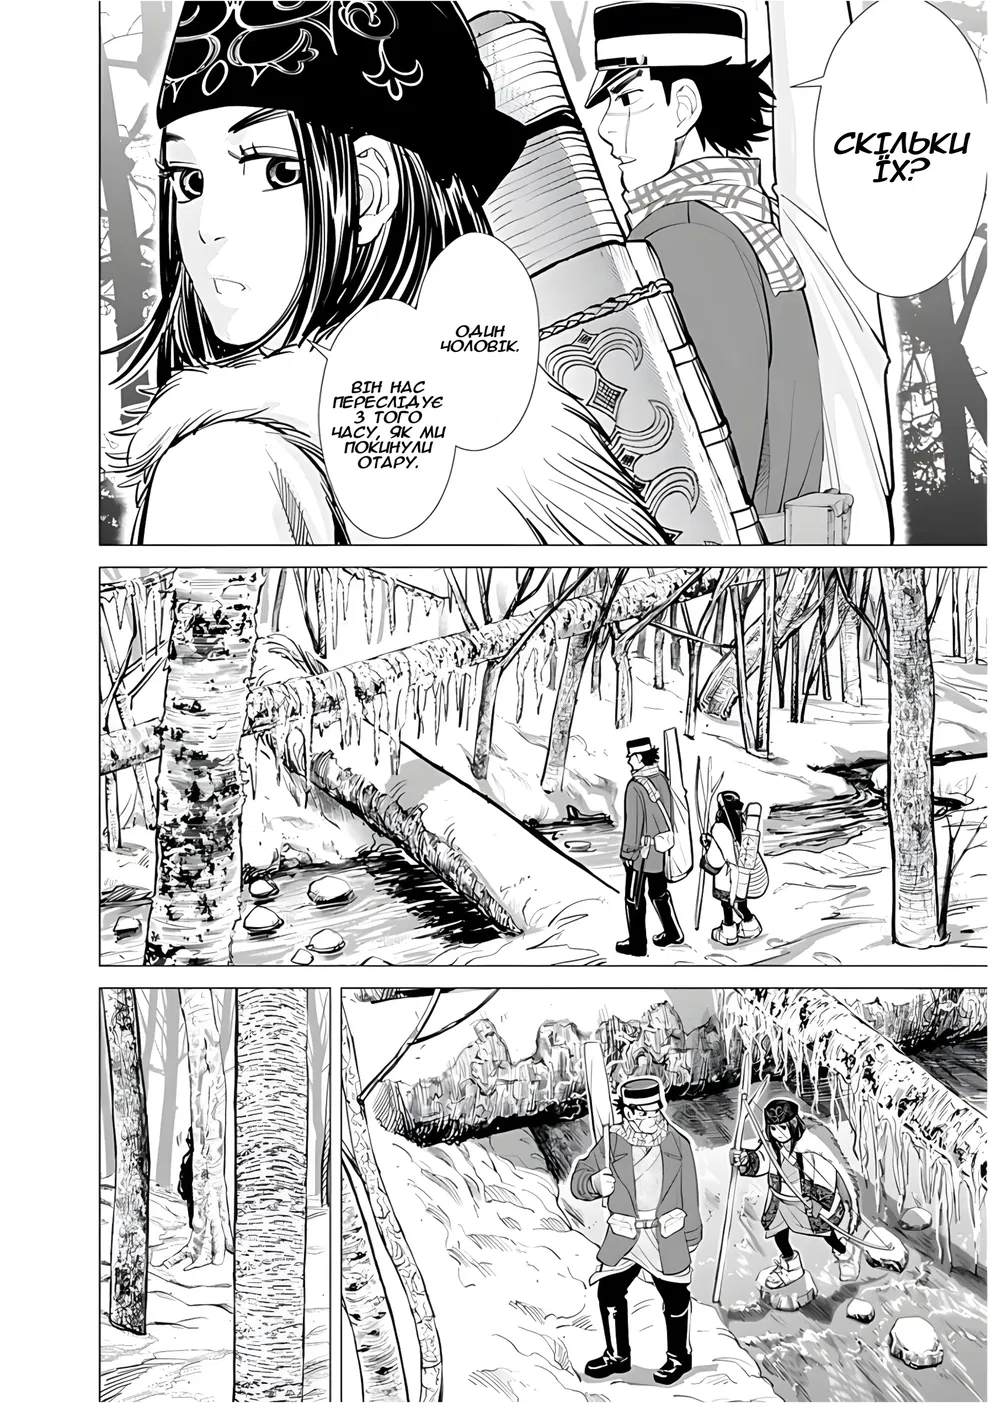 СКІЛЬКИ
ЇХ?
ОДИН
ЧОЛОВІК.
ВІН НАС
ПЕРЕСЛІДУЄ
З ТОГО
ЧАСУ, ЯК МИ
ПОКИНУЛИ
ОТАРУ.